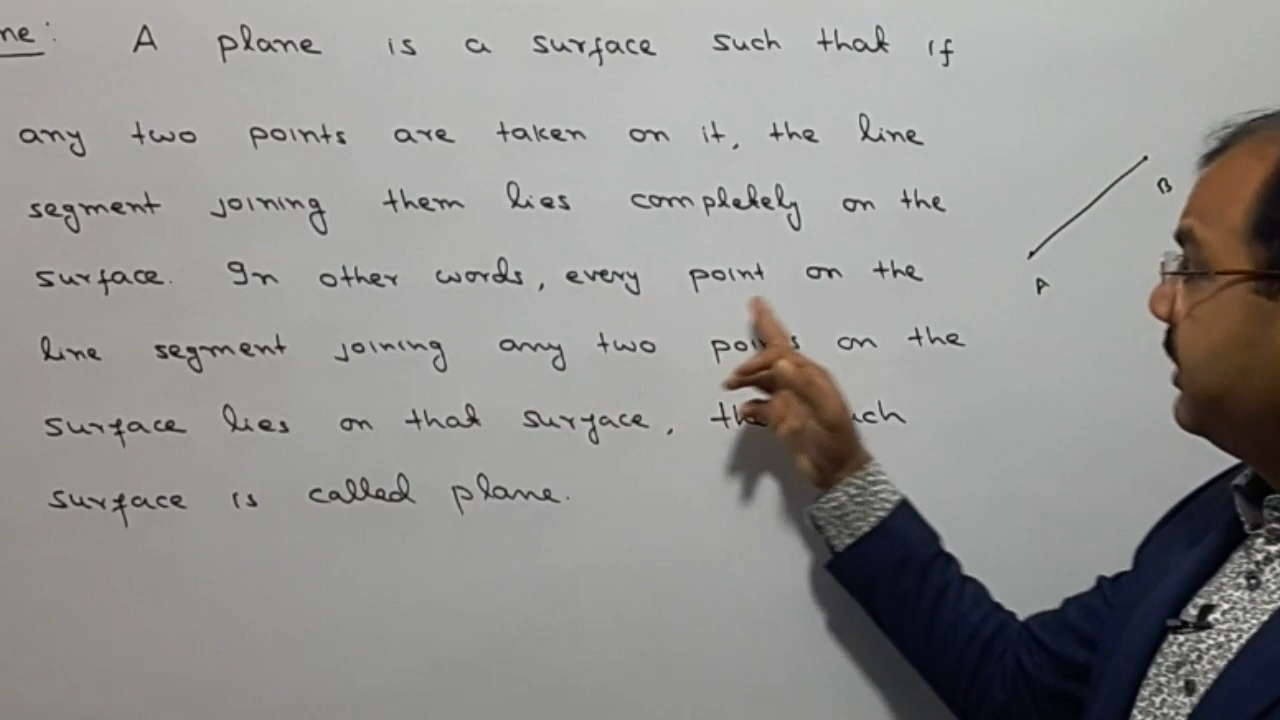 ne: A plane is a surface such that if
any two points are taken on it, the line
segment joining them lies completely on the
surface. In other words, every point on the
line segment joining any two points on the
surface lies on that surface, the ch
surface is called plane.
A
B